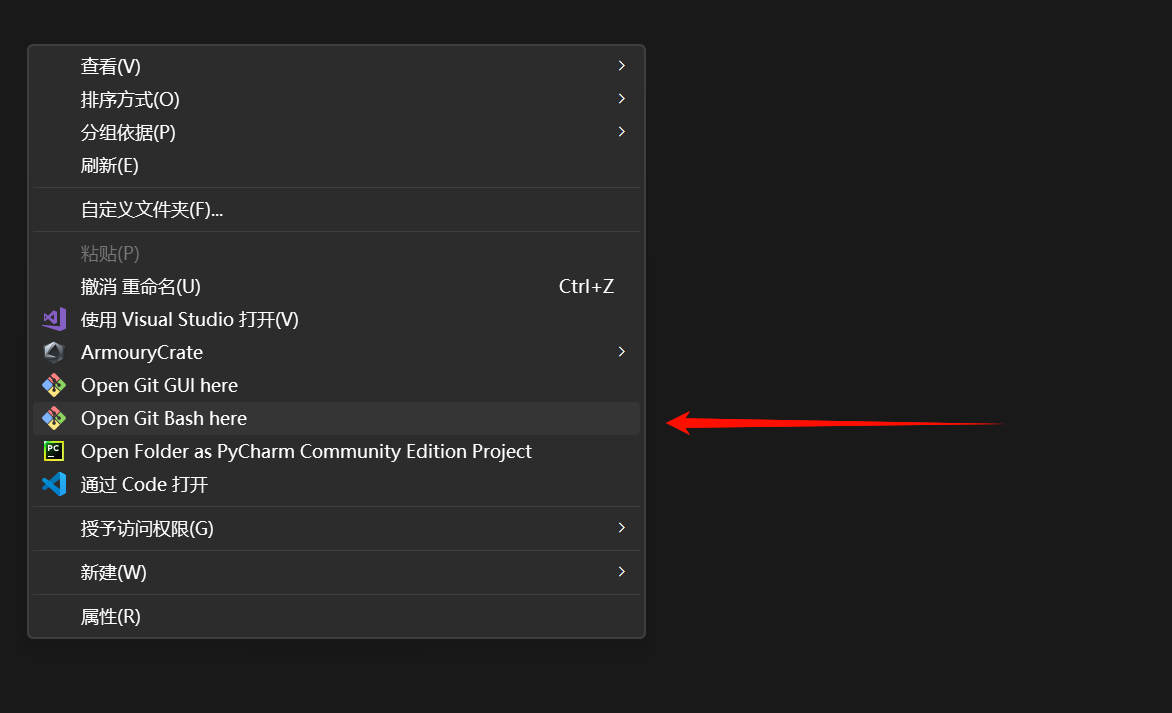 查看(V)
排序方式(O)
分组依据(P)
刷新(E)
自定义文件夹(F)...
粘贴(P)
撤消 重命名(U) Ctrl+Z
使用 Visual Studio 打开(V)
ArmouryCrate
Open Git GUI here
Open Git Bash here
PC
Open Folder as PyCharm Community Edition Project
通过 Code 打开
授予访问权限(G)
新建(W)
属性(R)